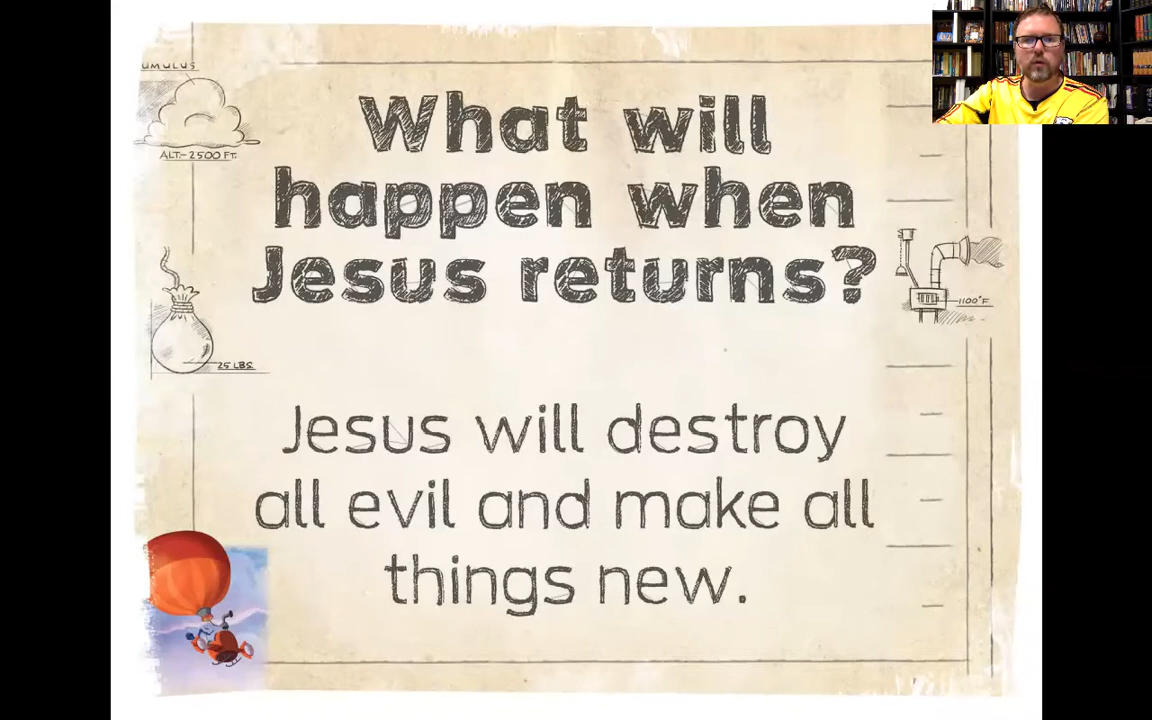 UMULUS
ALT.- 2500 FT.
What will
happen when
Jesus returns?
1100°F
25 LBS.
Jesus will destroy
all evil and make all
things new.